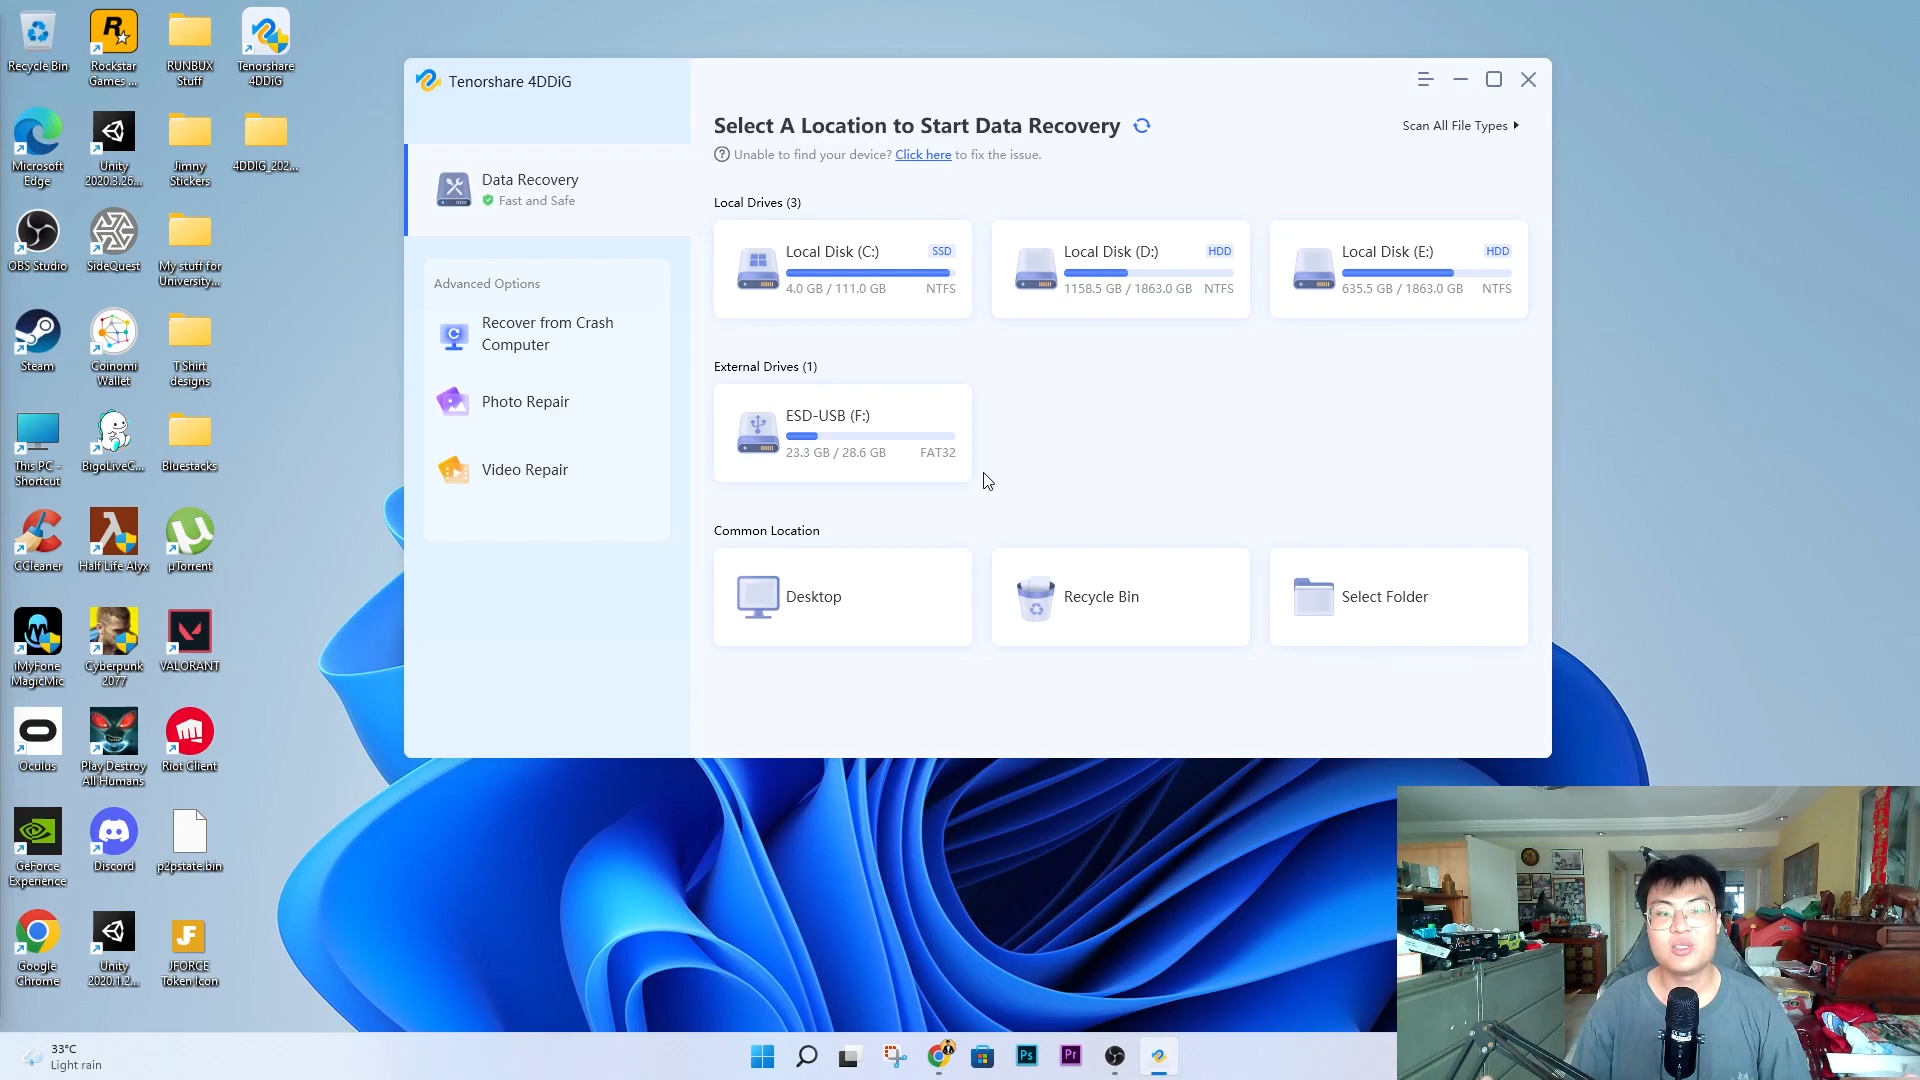 Recycle Bin
Rockstar
Games ...
RUNBUX
Stuff
Tenorshare
4DDiG
Microsoft
Edge
Unity
2020.3.26...
Jimny
Stickers
4DDIG_202...
OBS Studio
SideQuest
My stuff for
University...
Steam
Coinomi
Wallet
T Shirt
designs
This PC -
Shortcut
BigoLiveC...
Bluestacks
CCleaner
Half Life Alyx
µTorrent
iMyFone
MagicMic
Cyberpunk
2077
VALORANT
Oculus
Play Destroy
All Humans
Riot Client
GeForce
Experience
Discord
p2pstate.bin
Google
Chrome
Unity
2020.1.2...
JFORCE
Token Icon
Tenorshare 4DDiG
Data Recovery
Fast and Safe
Advanced Options
Recover from Crash
Computer
Photo Repair
Video Repair
Select A Location to Start Data Recovery
Scan All File Types
Unable to find your device? Click here to fix the issue.
Local Drives (3)
Local Disk (C:)
SSD
4.0 GB / 111.0 GB
NTFS
Local Disk (D:)
HDD
1158.5 GB / 1863.0 GB
NTFS
Local Disk (E:)
HDD
635.5 GB / 1863.0 GB
NTFS
External Drives (1)
ESD-USB (F:)
23.3 GB / 28.6 GB
FAT32
Common Location
Desktop
Recycle Bin
Select Folder
33°C
Light rain
Ps
Pr